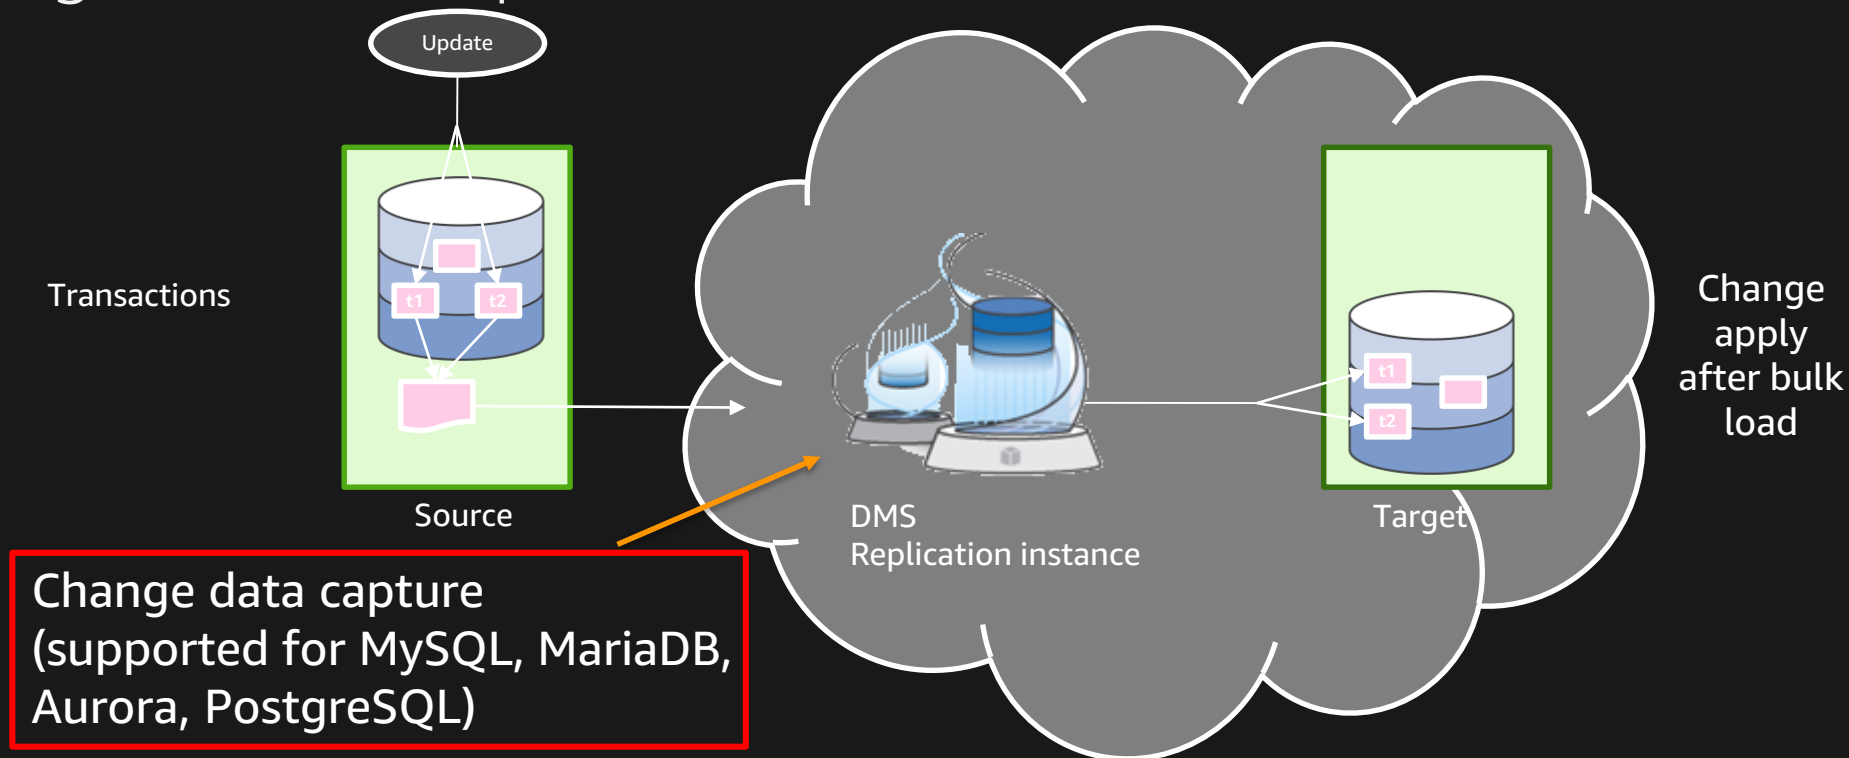 Update
Transactions
t1
t2
Source
Change data capture
(supported for MySQL, MariaDB,
Aurora, PostgreSQL)
DMS
Replication instance
t1
t2
Target
Change
apply
after bulk
load